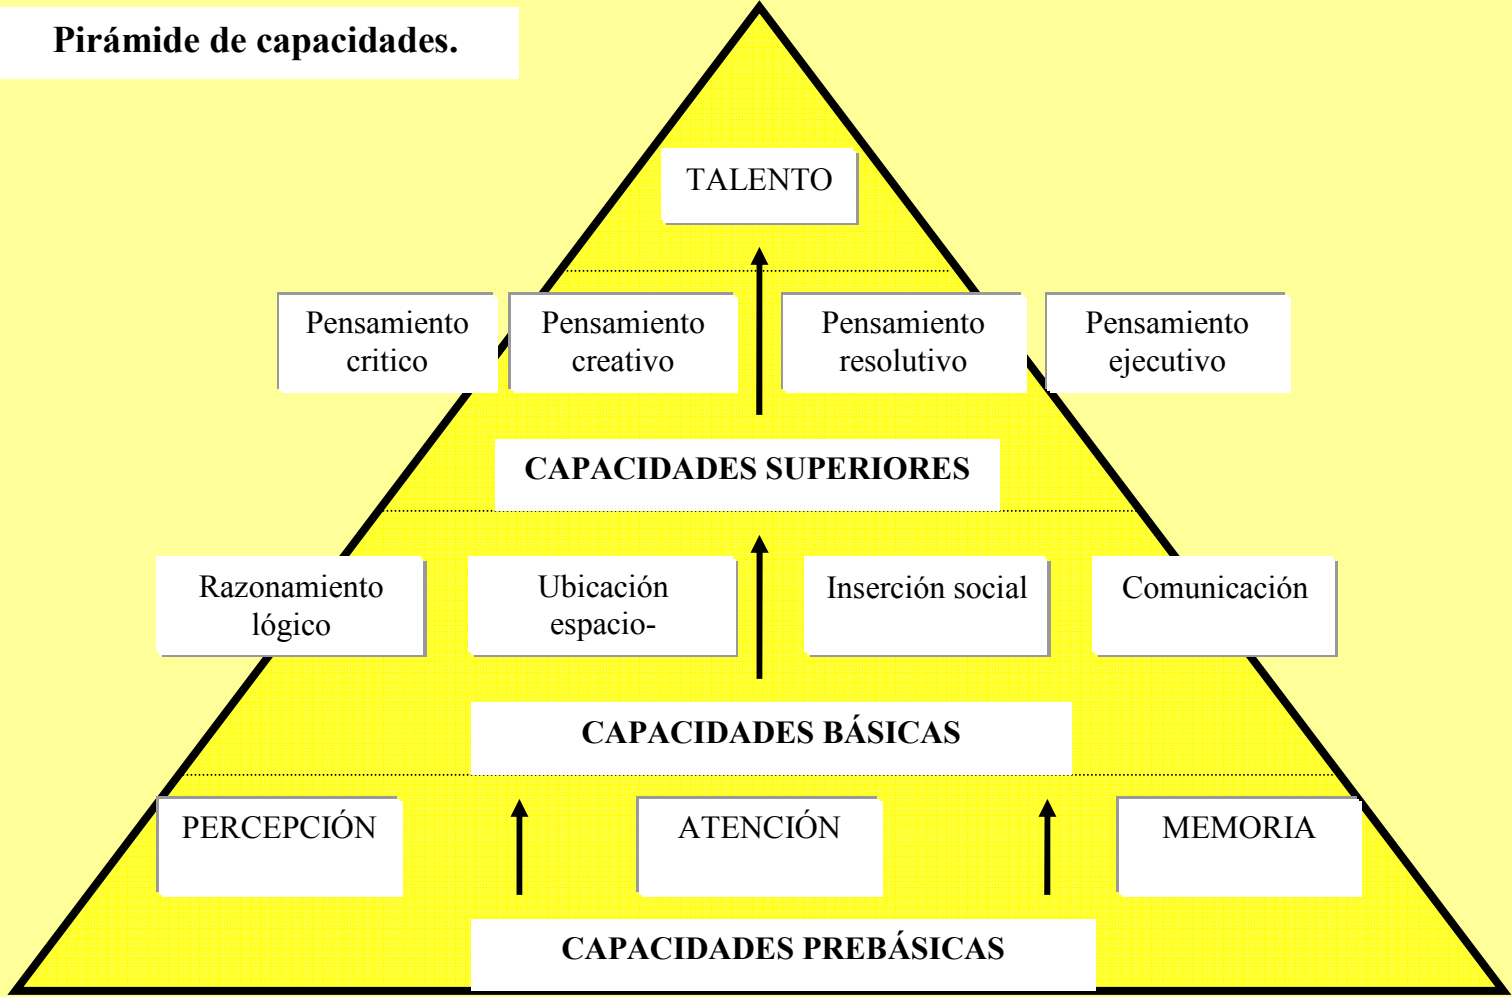 Pirámide de capacidades.
TALENTO
Pensamiento
critico
Pensamiento
creativo
Pensamiento
resolutivo
Pensamiento
ejecutivo
CAPACIDADES SUPERIORES
Razonamiento
lógico
Ubicación
espacio-
Inserción social
Comunicación
CAPACIDADES BÁSICAS
PERCEPCIÓN
ATENCIÓN
MEMORIA
CAPACIDADES PREBÁSICAS